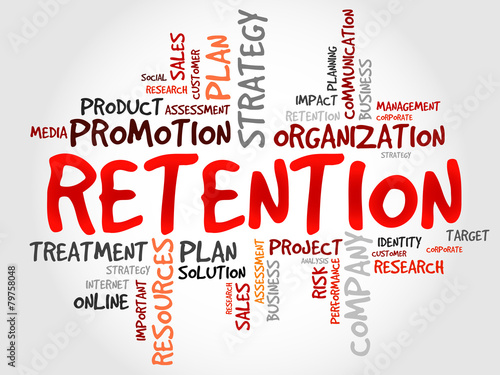 STRATEGY
COMMUNICATION
SALES
PLAN
CUSTOMER
SOCIAL
RESEARCH
PLANNING
BUSINESS
PRODUCT
ASSESSMENT
IMPACT
MANAGEMENT
RETENTION
CORPORATE
MEDIA
PROMOTION
ORGANIZATION
STRATEGY
RETENTION
TREATMENT
RESOURCES
PLAN
ASSESSMENT
PROJECT
COMPANY
IDENTITY
TARGET
STRATEGY
SOLUTION
BUSINESS
ANALYSIS
RISK
PERFORMANCE
CUSTOMER
CORPORATE
INTERNET
RESEARCH
RESEARCH
ONLINE
IMPORTANT
SALES
79758048
Adobe Stock